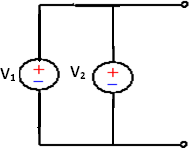 V₁ + −
V₂ + −